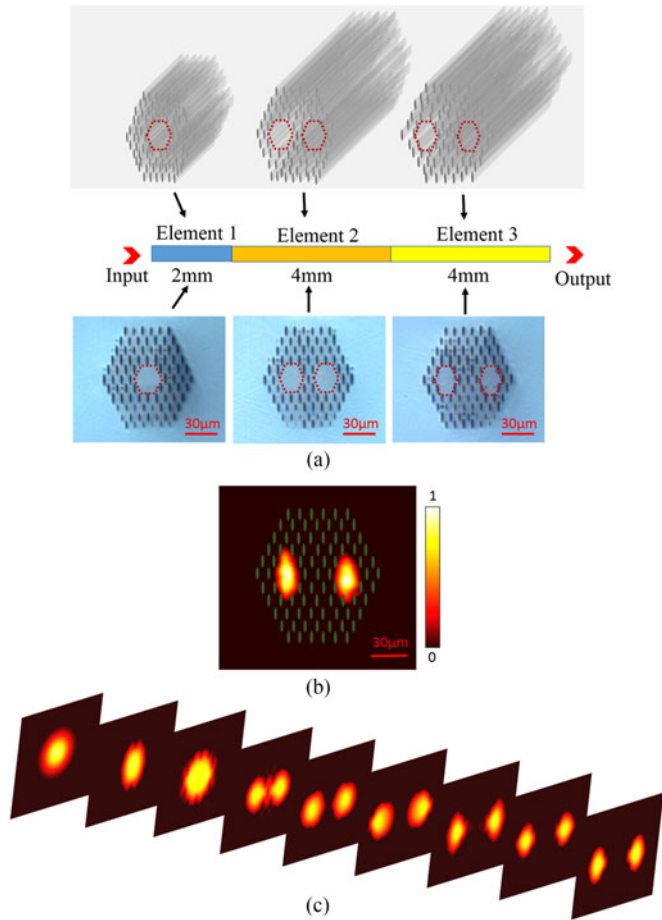 Element 1
Element 2
Element 3
Input
2mm
4mm
4mm
Output
30μm
30μm
30μm
(a)
1
30μm
0
(b)
(c)